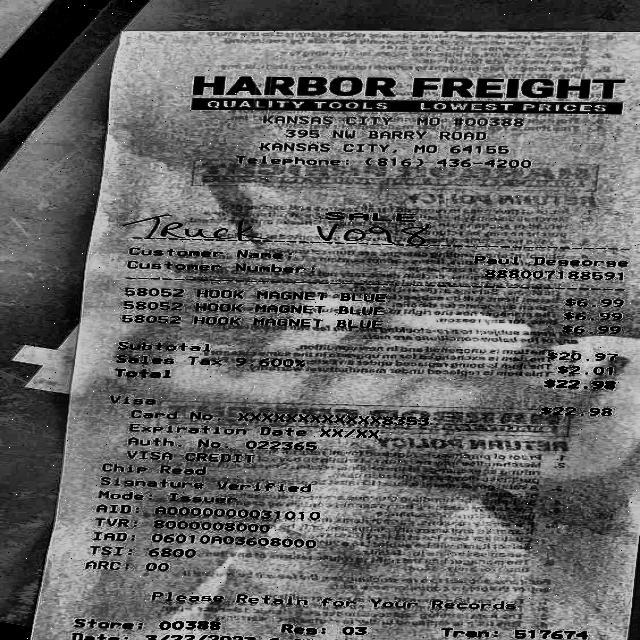 HARBOR FREIGHT
QUALITY TOOLS LOWEST PRICES
KANSAS CITY MO #00388
395 NW BARRY ROAD
KANSAS CITY, MO 64155
Telephone: (816) 436-4200
SALE
Truck V098
Customer Name: Paul
Customer Number: 888007188591
58052 HOOK MAGNET BLUE $6.99
58052 HOOK MAGNET BLUE $6.99
58052 HOOK MAGNET BLUE $6.99
Subtotal $20.97
Sales Tax 9.600% $2.01
Total $22.98
Visa $22.98
Card No. XXXXXXXXXXXX8353
Expiration Date XX/XX
Auth. No. 022365
VISA CREDIT
Chip Read
Signature Verified
Mode: Issuer
AID: A0000000031010
TVR: 8000008000
IAD: 06010A03608000
TSI: 6800
ARC: 00
Please Retain for Your Records
Store: 00388 Reg: 03 Tran: 517674
Date: 3/22/